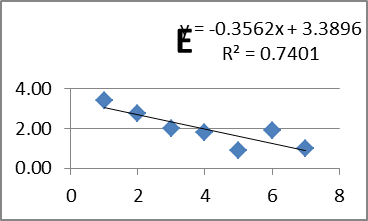 E
y = -0.3562x + 3.3896
R² = 0.7401
4.00
2.00
0.00
0 2 4 6 8